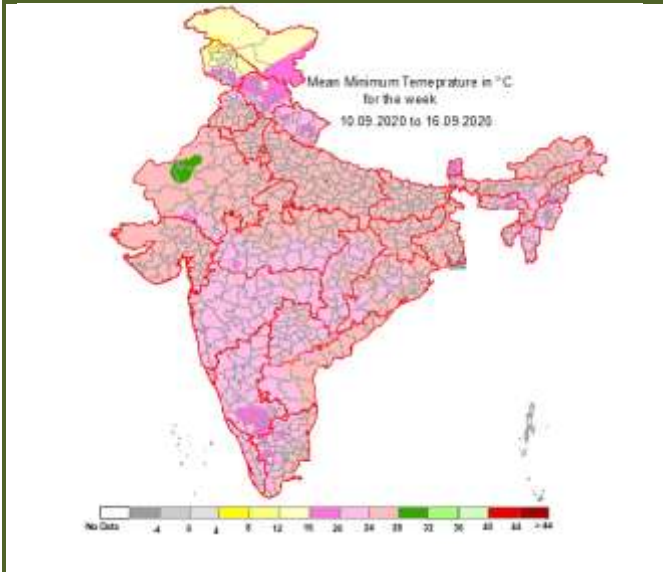 Mean Minimum Temeprature in °C
for the week
10.09.2020 to 16.09.2020
No Data -4 0 4 8 12 16 20 24 28 32 36 40 44 >44